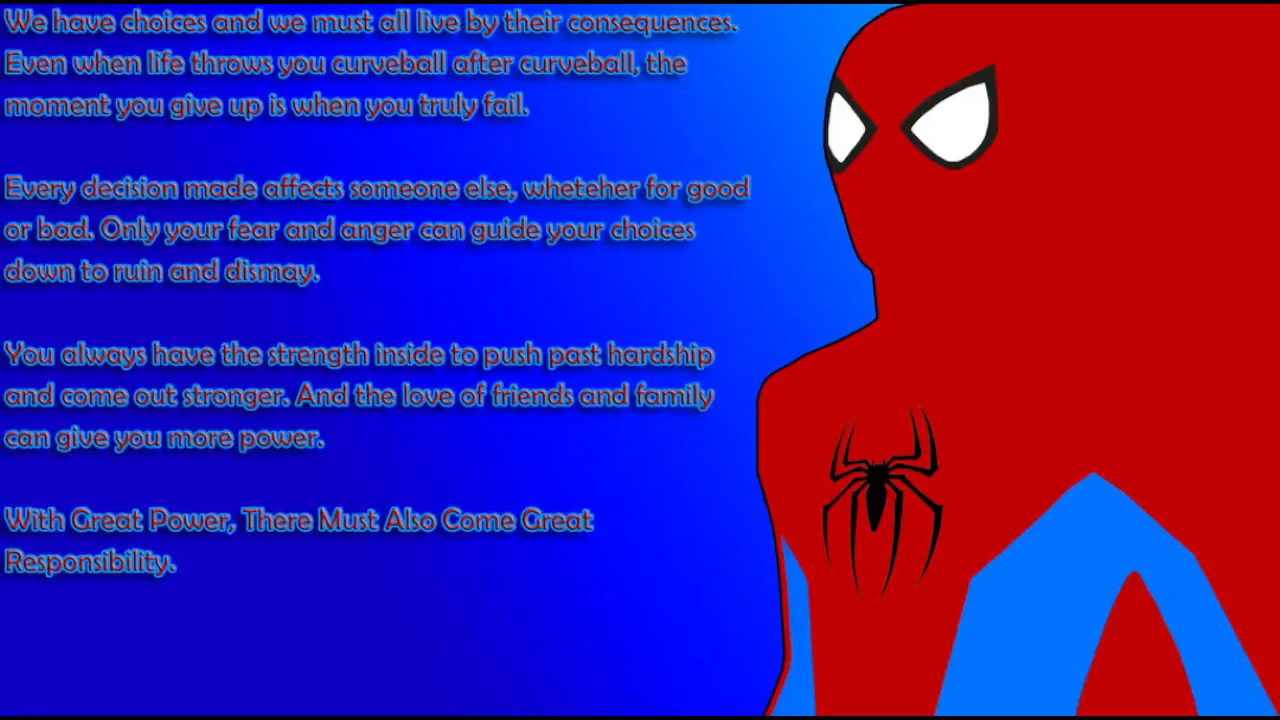 We have choices and we must all live by their consequences.
Even when life throws you curveball after curveball, the
moment you give up is when you truly fail.
Every decision made affects someone else, wheteher for good
or bad. Only your fear and anger can guide your choices
down to ruin and dismay.
You always have the strength inside to push past hardship
and come out stronger. And the love of friends and family
can give you more power.
With Great Power, There Must Also Come Great
Responsibility.